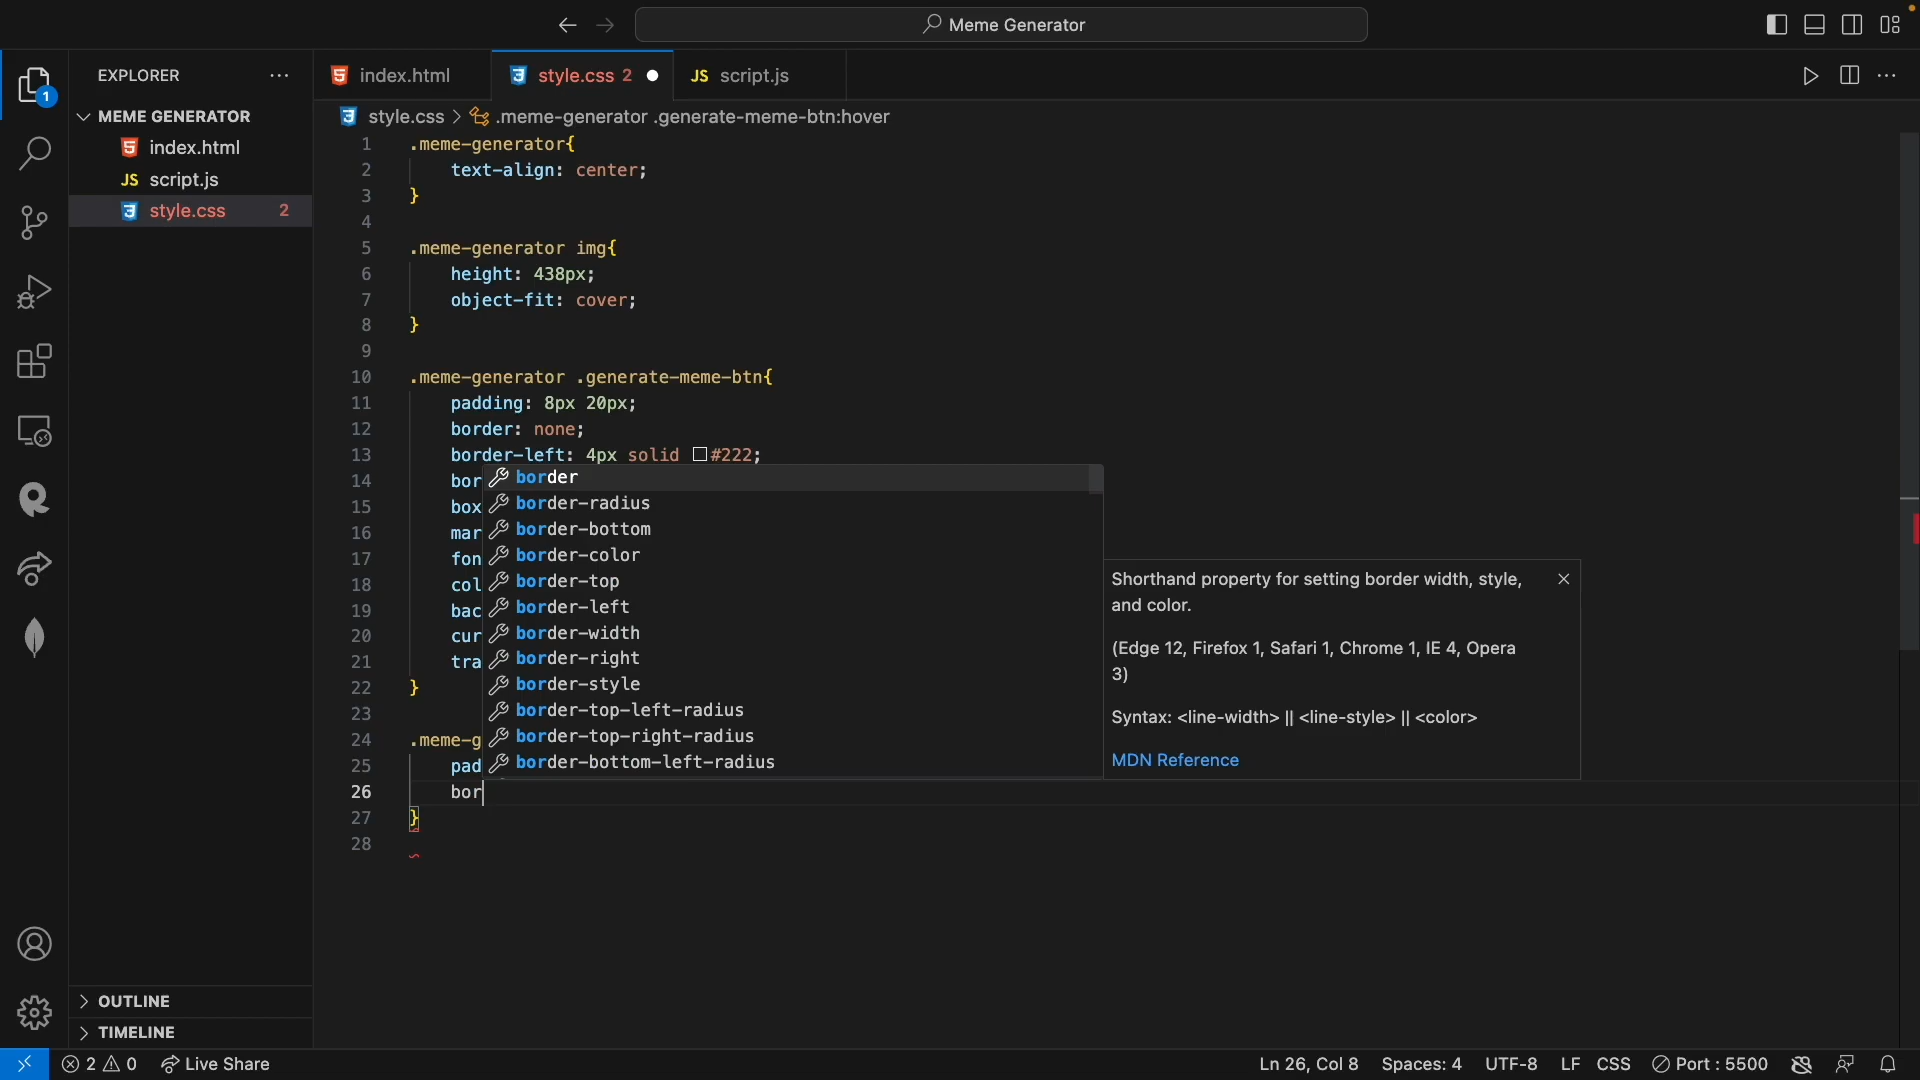 Meme Generator
EXPLORER
MEME GENERATOR
index.html
JS script.js
style.css 2
OUTLINE
TIMELINE
index.html
style.css 2
JS script.js
style.css > .meme-generator .generate-meme-btn:hover
1 .meme-generator{
2 text-align: center;
3 }
4
5 .meme-generator img{
6 height: 438px;
7 object-fit: cover;
8 }
9
10 .meme-generator .generate-meme-btn{
11 padding: 8px 20px;
12 border: none;
13 border-left: 4px solid #222;
14 bor
15 box
16 mar
17 fon
18 col
19 bac
20 cur
21 tra
22 }
23
24 .meme-g
25 pad
26 bor
27 }
28
border
border-radius
border-bottom
border-color
border-top
border-left
border-width
border-right
border-style
border-top-left-radius
border-top-right-radius
border-bottom-left-radius
Shorthand property for setting border width, style,
and color.
(Edge 12, Firefox 1, Safari 1, Chrome 1, IE 4, Opera
3)
Syntax: <line-width> || <line-style> || <color>
MDN Reference
1
2 0 Live Share
Ln 26, Col 8 Spaces: 4 UTF-8 LF CSS Port : 5500